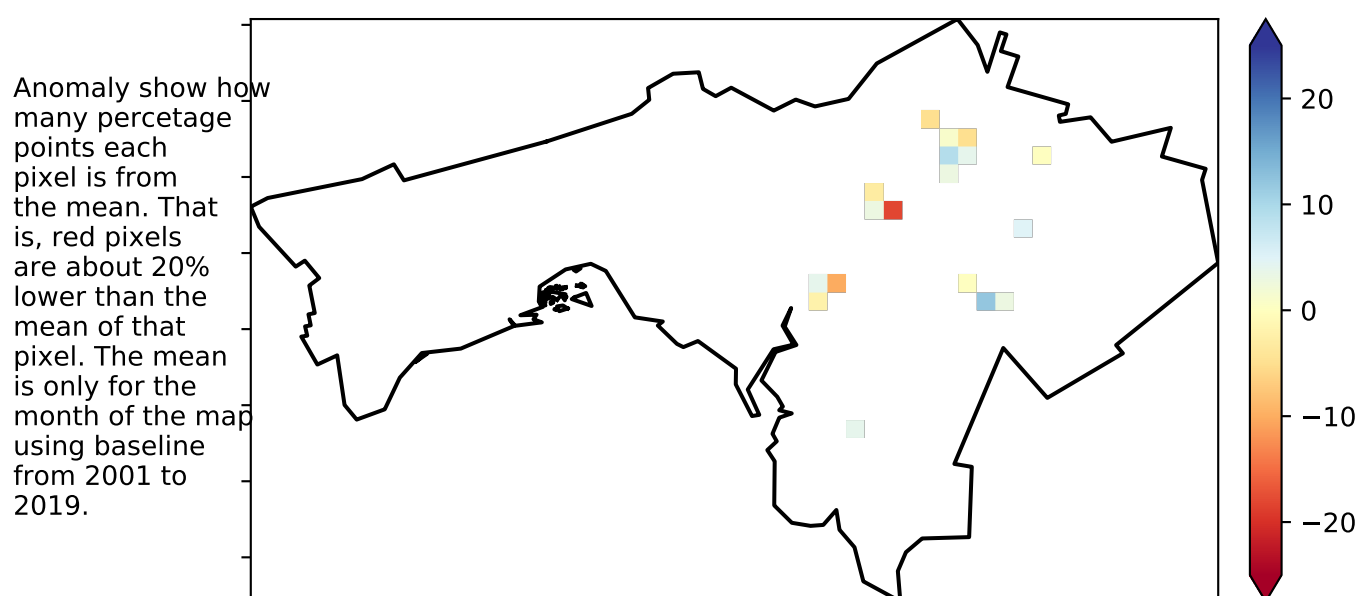 Anomaly show how
many percetage
points each
pixel is from
the mean. That
is, red pixels
are about 20%
lower than the
mean of that
pixel. The mean
is only for the
month of the map
using baseline
from 2001 to
2019.
20
10
0
−10
−20